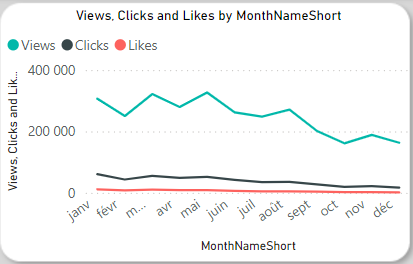 Views, Clicks and Likes by MonthNameShort
Views Clicks Likes
Views, Clicks and Lik...
400 000
200 000
0
janv févr m... avr mai juin juil août sept oct nov déc
MonthNameShort